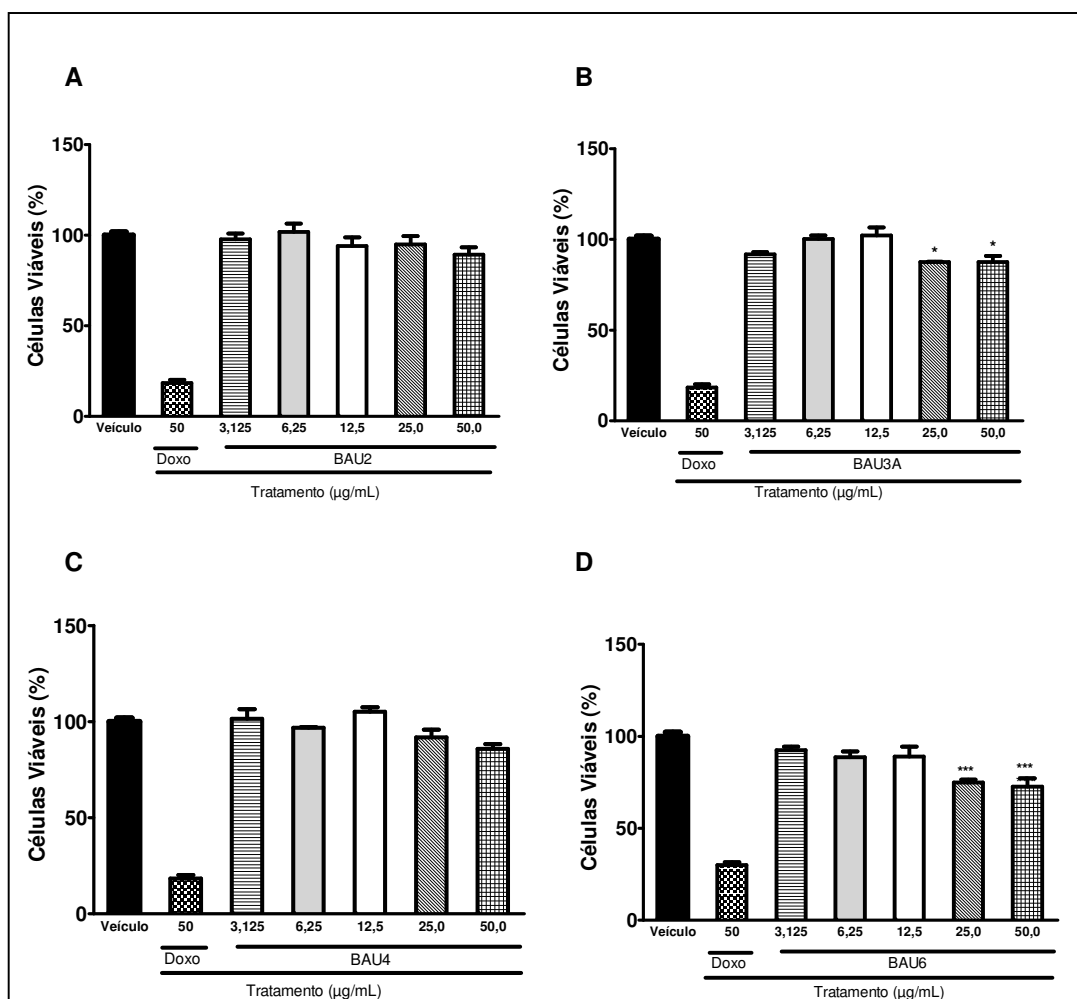 A
150
100
50
0
Células Viáveis (%)
Veículo 50 3,125 6,25 12,5 25,0 50,0
Doxo BAU2
Tratamento (µg/mL)
B
150
100
50
0
Células Viáveis (%)
* *
Veículo 50 3,125 6,25 12,5 25,0 50,0
Doxo BAU3A
Tratamento (µg/mL)
C
150
100
50
0
Células Viáveis (%)
Veículo 50 3,125 6,25 12,5 25,0 50,0
Doxo BAU4
Tratamento (µg/mL)
D
150
100
50
0
Células Viáveis (%)
*** ***
Veículo 50 3,125 6,25 12,5 25,0 50,0
Doxo BAU6
Tratamento (µg/mL)